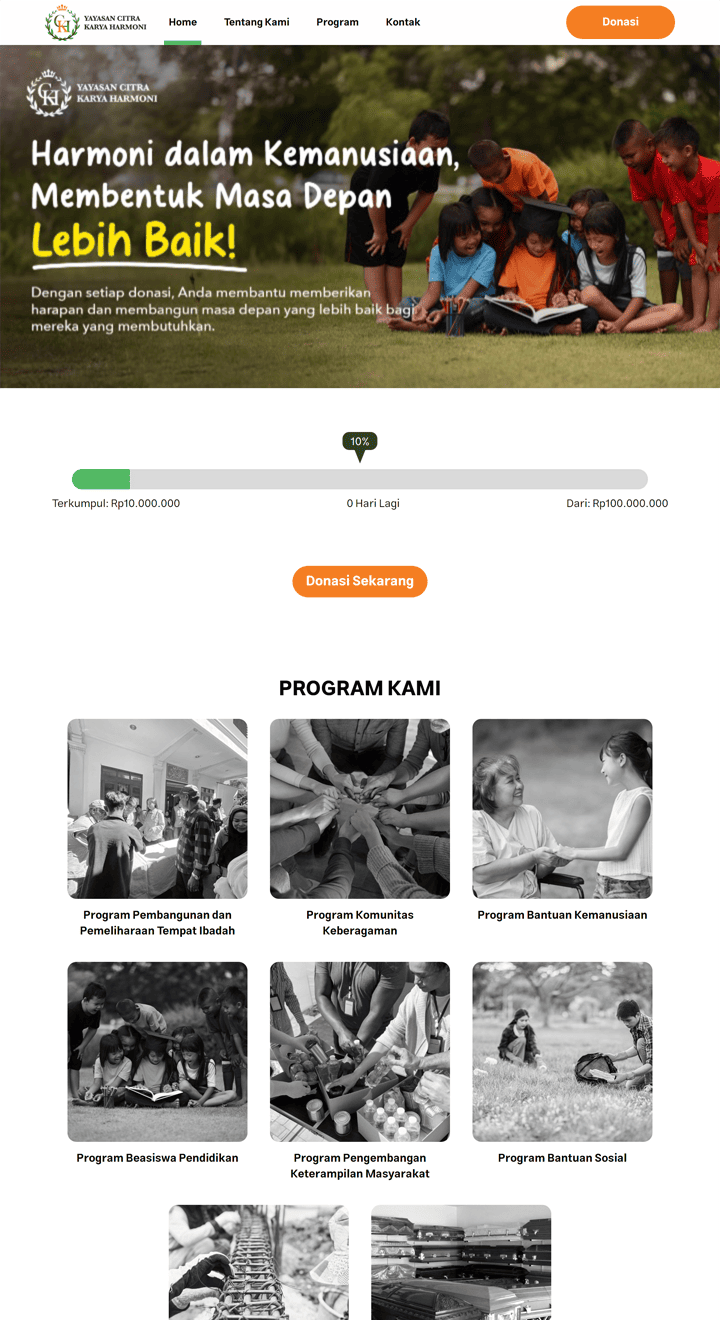 YAYASAN CITRA
KARYA HARMONI
Home
Tentang Kami
Program
Kontak
Donasi
YAYASAN CITRA
KARYA HARMONI
Harmoni dalam Kemanusiaan,
Membentuk Masa Depan
Lebih Baik!
Dengan setiap donasi, Anda membantu memberikan
harapan dan membangun masa depan yang lebih baik bagi
mereka yang membutuhkan.
10%
Terkumpul: Rp10.000.000
0 Hari Lagi
Dari: Rp100.000.000
Donasi Sekarang
PROGRAM KAMI
Program Pembangunan dan
Pemeliharaan Tempat Ibadah
Program Komunitas
Keberagaman
Program Bantuan Kemanusiaan
Program Beasiswa Pendidikan
Program Pengembangan
Keterampilan Masyarakat
Program Bantuan Sosial